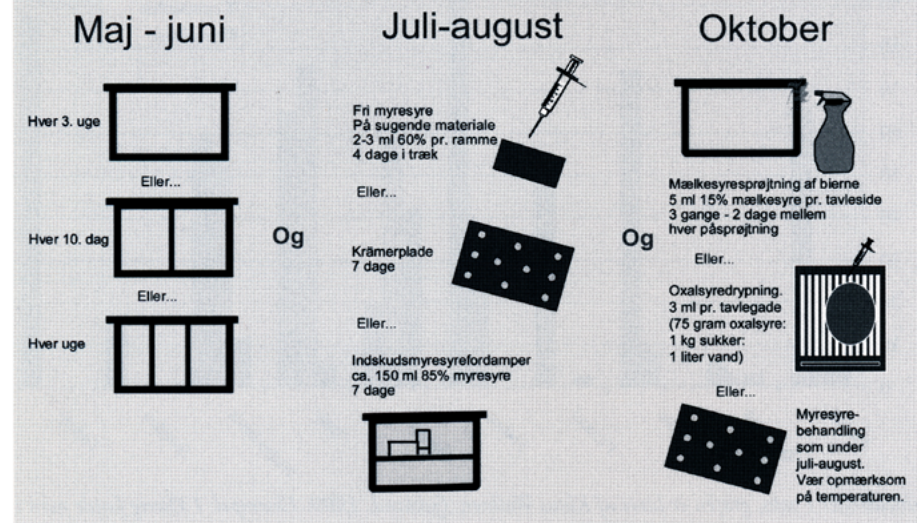 Maj - juni
Hver 3. uge
Eller...
Hver 10. dag
Eller...
Hver uge
Og
Juli-august
Fri myresyre
På sugende materiale
2-3 ml 60% pr. ramme
4 dage i træk
Eller...
Krämerplade
7 dage
Eller...
Indskudsmyresyrefordamper
ca. 150 ml 85% myresyre
7 dage
Og
Oktober
Mælkesyresprøjtning af bierne
5 ml 15% mælkesyre pr. tavleside
3 gange - 2 dage mellem
hver påsprøjtning
Eller...
Oxalsyredrypning.
3 ml pr. tavlegade
(75 gram oxalsyre:
1 kg sukker:
1 liter vand)
Eller...
Myresyre-
behandling
som under
juli-august.
Vær opmærksom
på temperaturen.